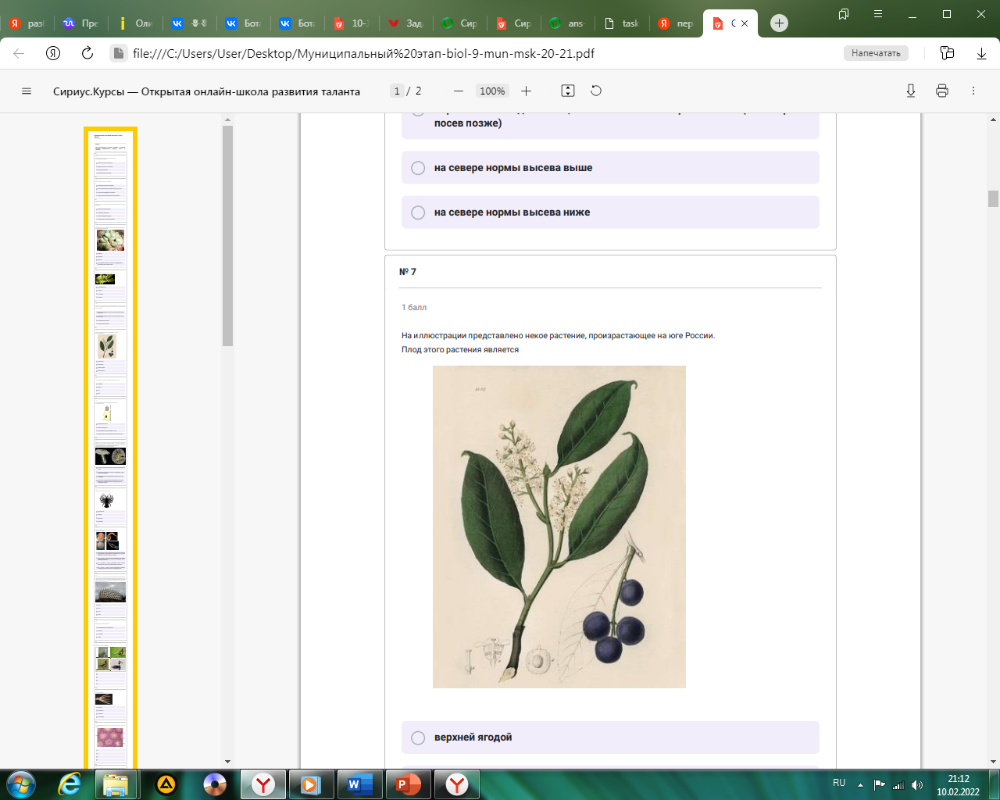 раз
Пре
Оли
Бота
Бота
10-
Зад
Сир
Сир
ans-
task
пер
С
file:///C:/Users/User/Desktop/Муниципальный%20этап-biol-9-mun-msk-20-21.pdf
Напечатать
Сириус.Курсы — Открытая онлайн-школа развития таланта
1 / 2
100%
посев позже)
на севере нормы высева выше
на севере нормы высева ниже
№ 7
1 балл
На иллюстрации представлено некое растение, произрастающее на юге России.
Плод этого растения является
верхней ягодой
RU
21:12
10.02.2022